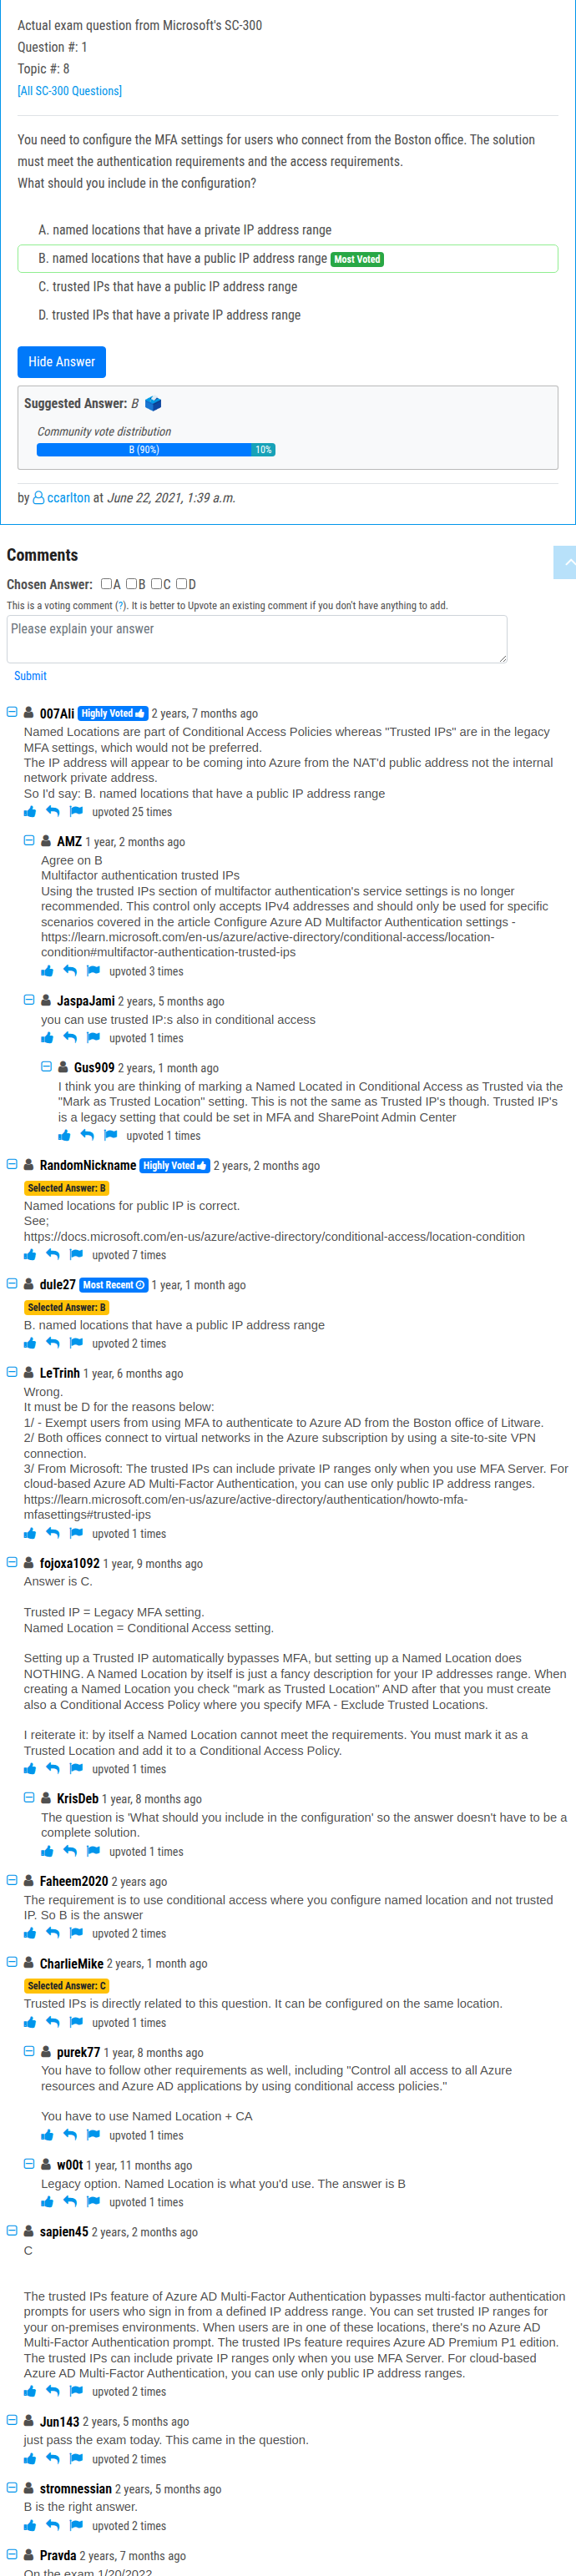 Actual exam question from Microsoft's SC-300
Question #: 1
Topic #: 8
[All SC-300 Questions]
You need to configure the MFA settings for users who connect from the Boston office. The solution
must meet the authentication requirements and the access requirements.
What should you include in the configuration?
A. named locations that have a private IP address range
B. named locations that have a public IP address range Most Voted
C. trusted IPs that have a public IP address range
D. trusted IPs that have a private IP address range
Hide Answer
Suggested Answer: B
Community vote distribution
B (90%) 10%
by ccarlton at June 22, 2021, 1:39 a.m.
Comments
Chosen Answer: A B C D
This is a voting comment (?). It is better to Upvote an existing comment if you don't have anything to add.
Please explain your answer
Submit
007Ali Highly Voted 2 years, 7 months ago
Named Locations are part of Conditional Access Policies whereas "Trusted IPs" are in the legacy
MFA settings, which would not be preferred.
The IP address will appear to be coming into Azure from the NAT'd public address not the internal
network private address.
So I'd say: B. named locations that have a public IP address range
upvoted 25 times
AMZ 1 year, 2 months ago
Agree on B
Multifactor authentication trusted IPs
Using the trusted IPs section of multifactor authentication's service settings is no longer
recommended. This control only accepts IPv4 addresses and should only be used for specific
scenarios covered in the article Configure Azure AD Multifactor Authentication settings -
https://learn.microsoft.com/en-us/azure/active-directory/conditional-access/location-
condition#multifactor-authentication-trusted-ips
upvoted 3 times
JaspaJami 2 years, 5 months ago
you can use trusted IP:s also in conditional access
upvoted 1 times
Gus909 2 years, 1 month ago
I think you are thinking of marking a Named Located in Conditional Access as Trusted via the
"Mark as Trusted Location" setting. This is not the same as Trusted IP's though. Trusted IP's
is a legacy setting that could be set in MFA and SharePoint Admin Center
upvoted 1 times
RandomNickname Highly Voted 2 years, 2 months ago
Selected Answer: B
Named locations for public IP is correct.
See;
https://docs.microsoft.com/en-us/azure/active-directory/conditional-access/location-condition
upvoted 7 times
dule27 Most Recent 1 year, 1 month ago
Selected Answer: B
B. named locations that have a public IP address range
upvoted 2 times
LeTrinh 1 year, 6 months ago
Wrong.
It must be D for the reasons below:
1/ - Exempt users from using MFA to authenticate to Azure AD from the Boston office of Litware.
2/ Both offices connect to virtual networks in the Azure subscription by using a site-to-site VPN
connection.
3/ From Microsoft: The trusted IPs can include private IP ranges only when you use MFA Server. For
cloud-based Azure AD Multi-Factor Authentication, you can use only public IP address ranges.
https://learn.microsoft.com/en-us/azure/active-directory/authentication/howto-mfa-
mfasettings#trusted-ips
upvoted 1 times
fojoxa1092 1 year, 9 months ago
Answer is C.
Trusted IP = Legacy MFA setting.
Named Location = Conditional Access setting.
Setting up a Trusted IP automatically bypasses MFA, but setting up a Named Location does
NOTHING. A Named Location by itself is just a fancy description for your IP addresses range. When
creating a Named Location you check "mark as Trusted Location" AND after that you must create
also a Conditional Access Policy where you specify MFA - Exclude Trusted Locations.
I reiterate it: by itself a Named Location cannot meet the requirements. You must mark it as a
Trusted Location and add it to a Conditional Access Policy.
upvoted 1 times
KrisDeb 1 year, 8 months ago
The question is 'What should you include in the configuration' so the answer doesn't have to be a
complete solution.
upvoted 1 times
Faheem2020 2 years ago
The requirement is to use conditional access where you configure named location and not trusted
IP. So B is the answer
upvoted 2 times
CharlieMike 2 years, 1 month ago
Selected Answer: C
Trusted IPs is directly related to this question. It can be configured on the same location.
upvoted 1 times
purek77 1 year, 8 months ago
You have to follow other requirements as well, including "Control all access to all Azure
resources and Azure AD applications by using conditional access policies."
You have to use Named Location + CA
upvoted 1 times
w00t 1 year, 11 months ago
Legacy option. Named Location is what you'd use. The answer is B
upvoted 1 times
sapien45 2 years, 2 months ago
C
The trusted IPs feature of Azure AD Multi-Factor Authentication bypasses multi-factor authentication
prompts for users who sign in from a defined IP address range. You can set trusted IP ranges for
your on-premises environments. When users are in one of these locations, there's no Azure AD
Multi-Factor Authentication prompt. The trusted IPs feature requires Azure AD Premium P1 edition.
The trusted IPs can include private IP ranges only when you use MFA Server. For cloud-based
Azure AD Multi-Factor Authentication, you can use only public IP address ranges.
upvoted 2 times
Jun143 2 years, 5 months ago
just pass the exam today. This came in the question.
upvoted 2 times
stromnessian 2 years, 5 months ago
B is the right answer.
upvoted 2 times
Pravda 2 years, 7 months ago
On the exam 1/20/2022